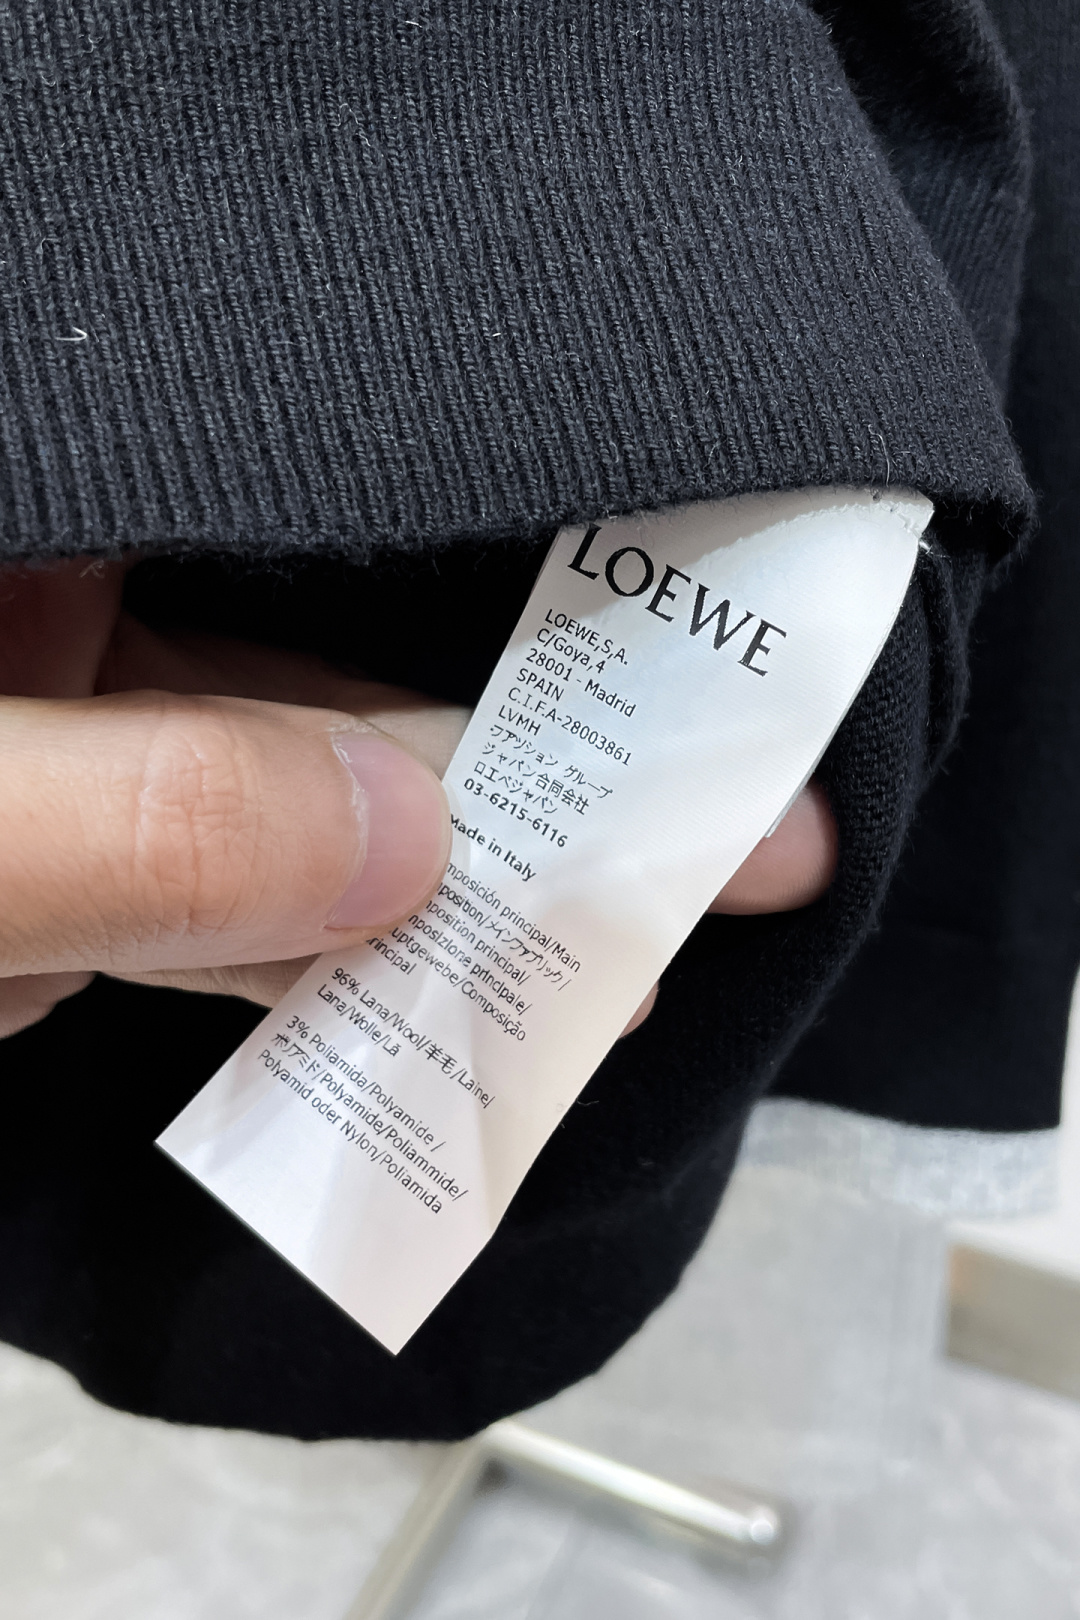 LOEWE
LOEWE,S,A.
C/Goya,4
28001 - Madrid
SPAIN
C.I.F.A-28003861
LVMH
ファッション グループ
ジャパン合同会社
ロエベジャパン
03-6215-6116
Made in Italy
mposición principal/Main
position/メインファブリック/
position principal/
nposizione principale/
uptgewebe/Composição
principal
96% Lana/Wool/羊毛/Laine/
Lana/Wolle/Lã
3% Poliamida/Polyamide/
ポリアミド/Polyamide/Poliammide/
Polyamid oder Nylon/Poliamida